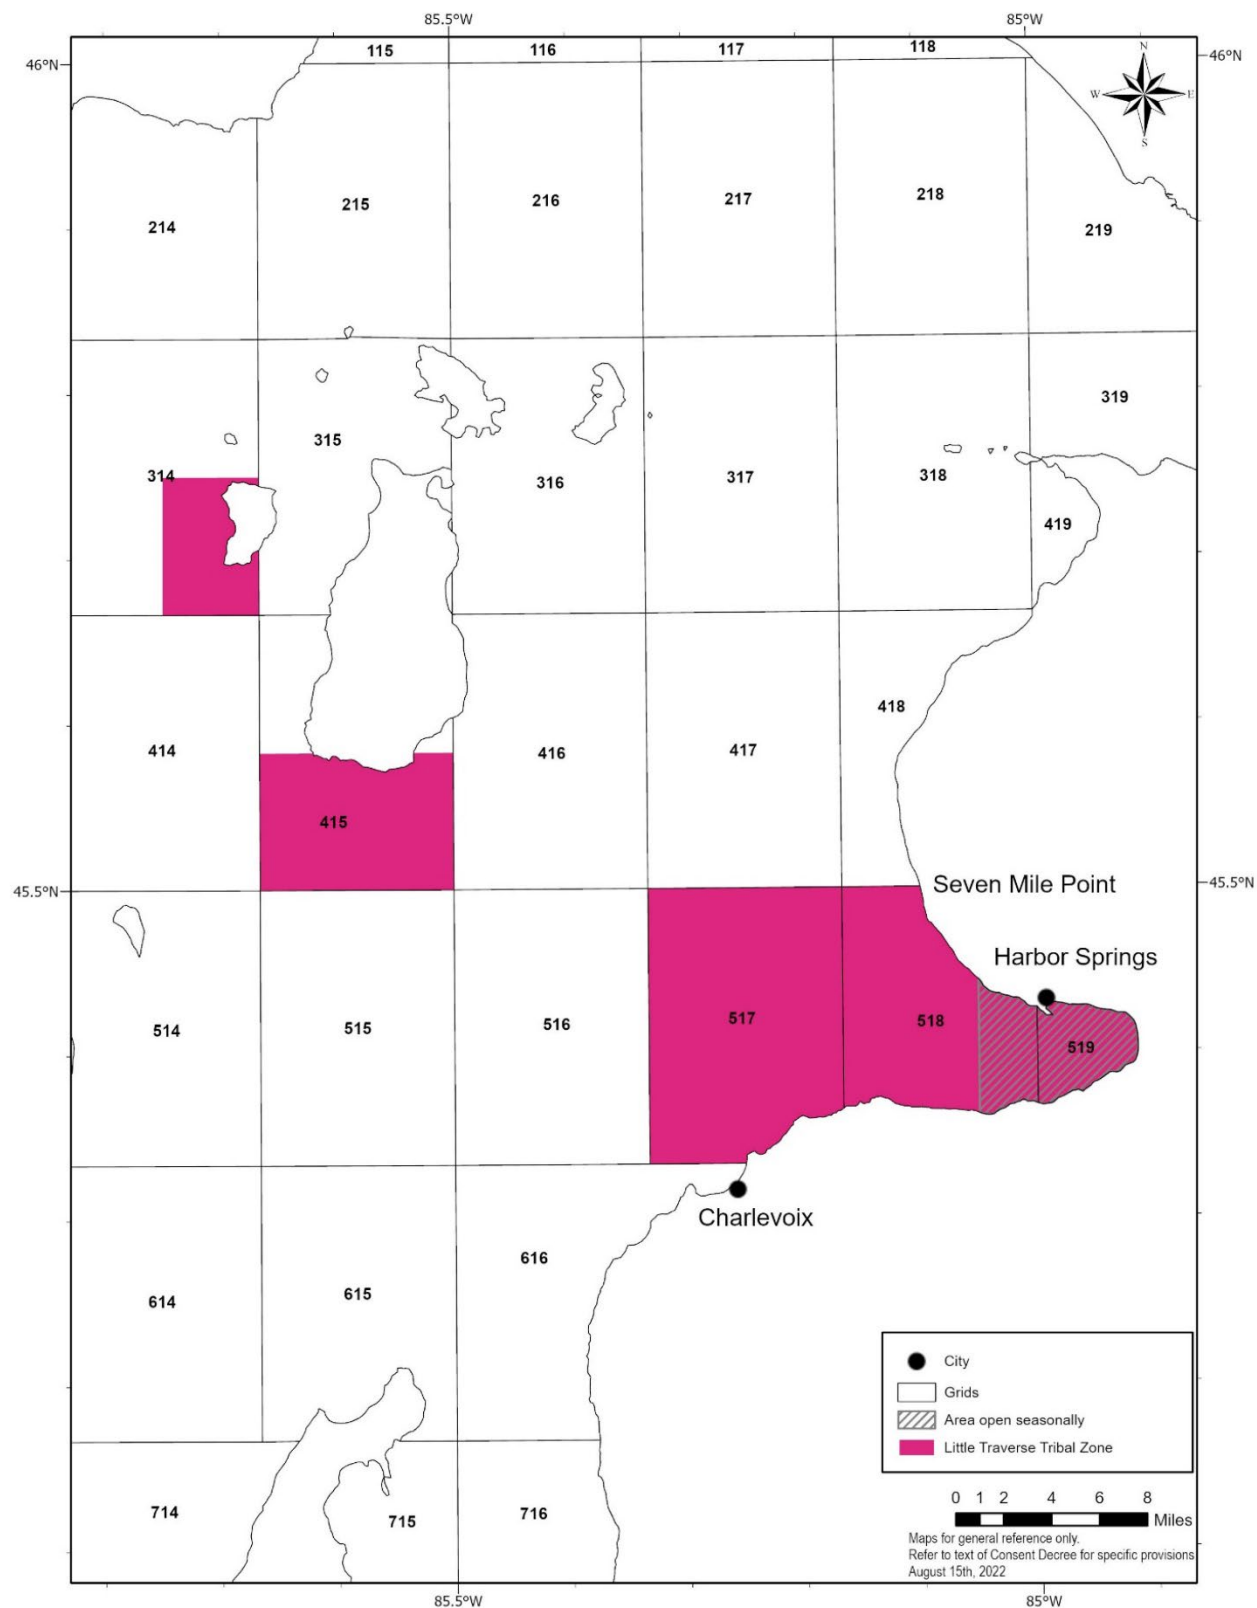 85.5°W 85°W
46°N 115 116 117 118 46°N
N
W E
S
214 215 216 217 218 219
314 315 316 317 318 319
419
414 415 416 417 418
45.5°N 45.5°N
Seven Mile Point
Harbor Springs
514 515 516 517 518 519
Charlevoix
614 615 616
714 715 716
City
Grids
Area open seasonally
Little Traverse Tribal Zone
0 1 2 4 6 8
Miles
Maps for general reference only.
Refer to text of Consent Decree for specific provisions
August 15th, 2022
85.5°W 85°W